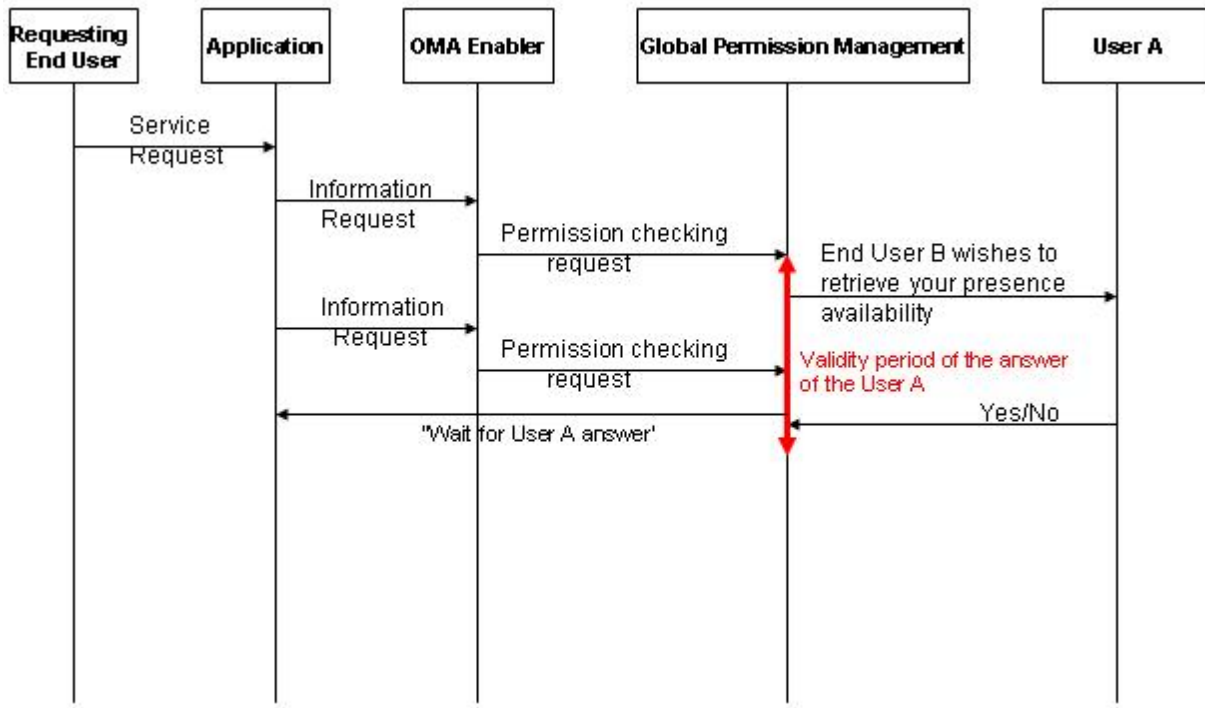 Requesting
End User
Application
OMA Enabler
Global Permission Management
User A
Service
Request
Information
Request
Permission checking
request
End User B wishes to
retrieve your presence
availability
Information
Request
Permission checking
request
Validity period of the answer
of the User A
Yes/No
"Wait for User A answer'